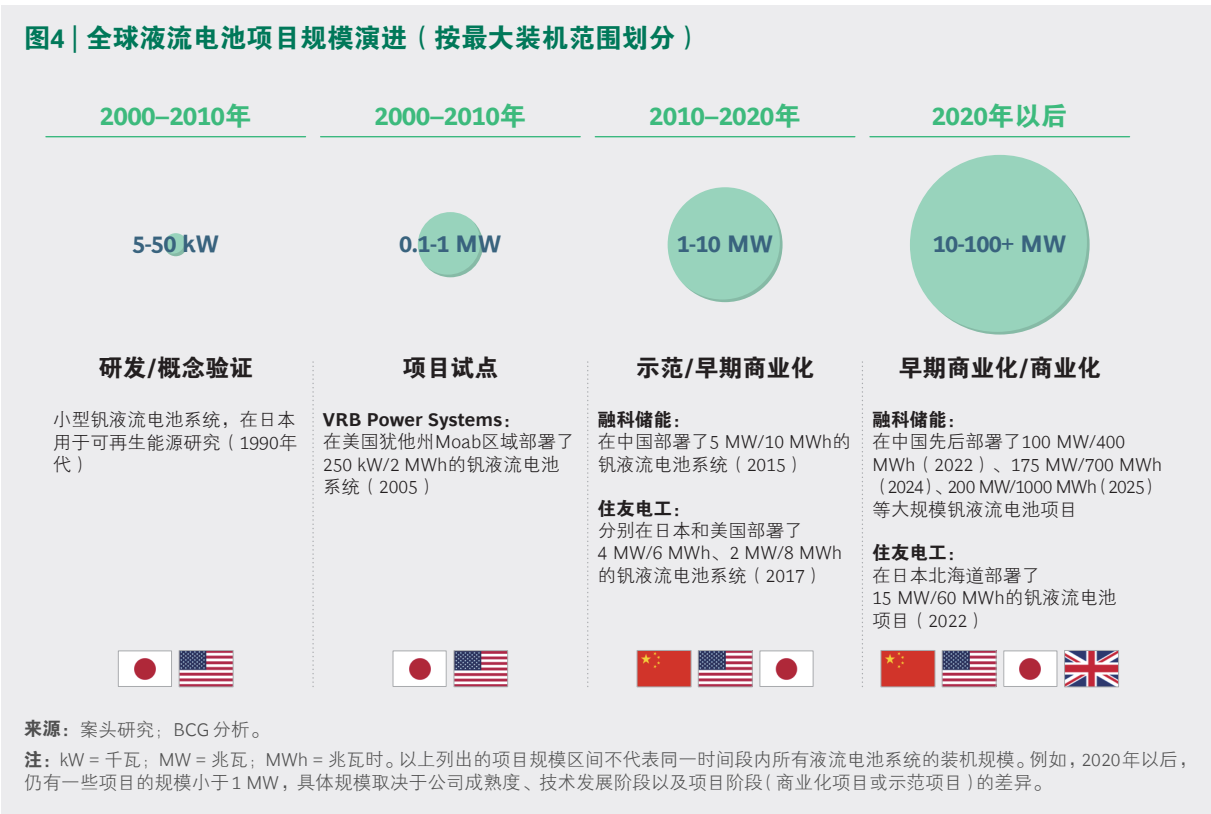 图4 | 全球液流电池项目规模演进（按最大装机范围划分）
2000–2010年
5-50 kW
研发/概念验证
小型钒液流电池系统，在日本
用于可再生能源研究（1990年
代）
2000–2010年
0.1-1 MW
项目试点
VRB Power Systems：
在美国犹他州Moab区域部署了
250 kW/2 MWh的钒液流电池
系统（2005）
2010–2020年
1-10 MW
示范/早期商业化
融科储能：
在中国部署了5 MW/10 MWh的
钒液流电池系统（2015）
住友电工：
分别在日本和美国部署了
4 MW/6 MWh、2 MW/8 MWh
的钒液流电池系统（2017）
2020年以后
10-100+ MW
早期商业化/商业化
融科储能：
在中国先后部署了100 MW/400
MWh（2022）、175 MW/700 MWh
（2024）、200 MW/1000 MWh（2025）
等大规模钒液流电池项目
住友电工：
在日本北海道部署了
15 MW/60 MWh的钒液流电池
项目（2022）
来源：案头研究；BCG 分析。
注：kW = 千瓦；MW = 兆瓦；MWh = 兆瓦时。以上列出的项目规模区间不代表同一时间段内所有液流电池系统的装机规模。例如，2020年以后，
仍有一些项目的规模小于1 MW，具体规模取决于公司成熟度、技术发展阶段以及项目阶段（商业化项目或示范项目）的差异。